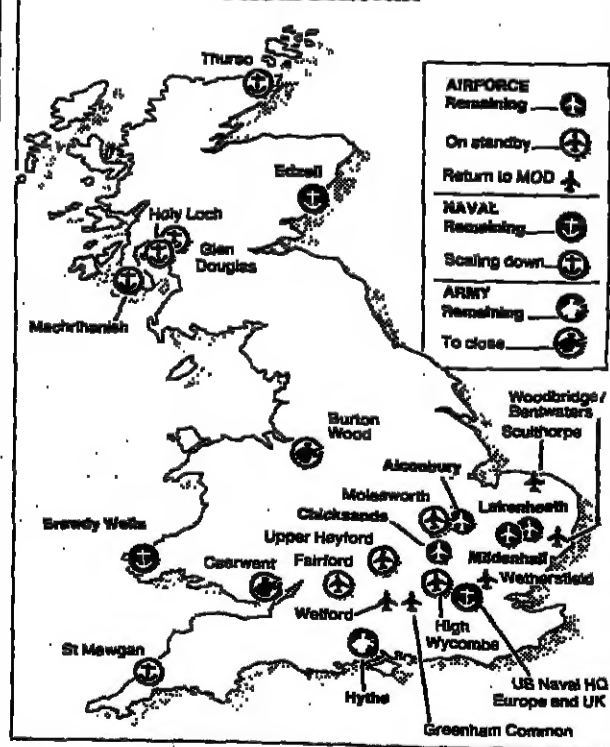 Thurso
Edzell
Holy Loch
Glen
Douglas
Machrihanish
AIRFORCE
Remaining
On standby
Return to MOD
NAVAL
Remaining
Scaling down
ARMY
Remaining
To close
Woodbridge/
Bentwaters
Sculthorpe
Burton
Wood
Alconbury
Molesworth
Chicksands
Lakenheath
Brawdy Wells
Upper Heyford
Mildenhall
Caerwent
Fairford
Wethersfield
Welford
High
Wycombe
St Mawgan
Hythe
US Naval HQ
Europe and UK
Greenham Common